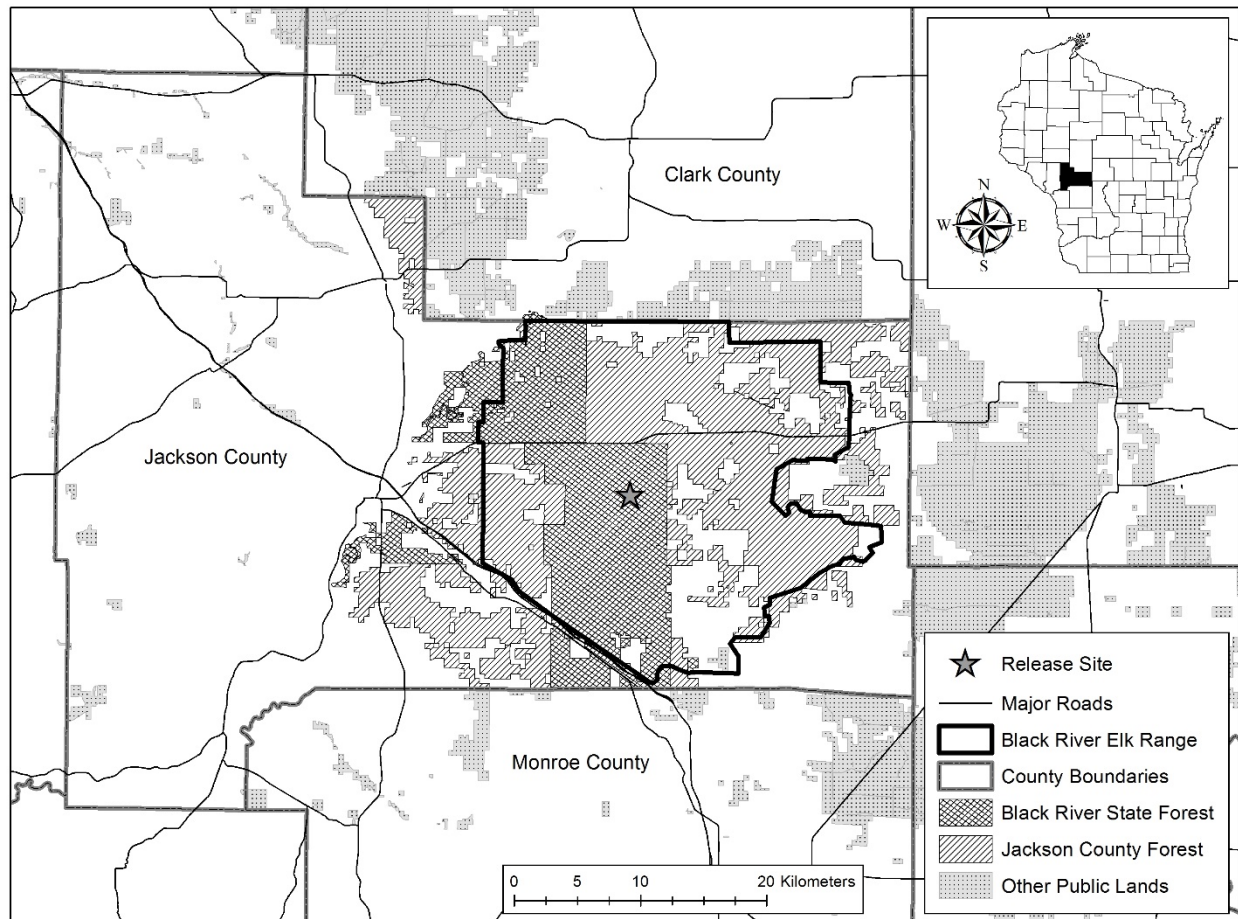 Clark County
N
W E
S
Jackson County
Monroe County
Release Site
Major Roads
Black River Elk Range
County Boundaries
Black River State Forest
Jackson County Forest
Other Public Lands
0 5 10 20 Kilometers